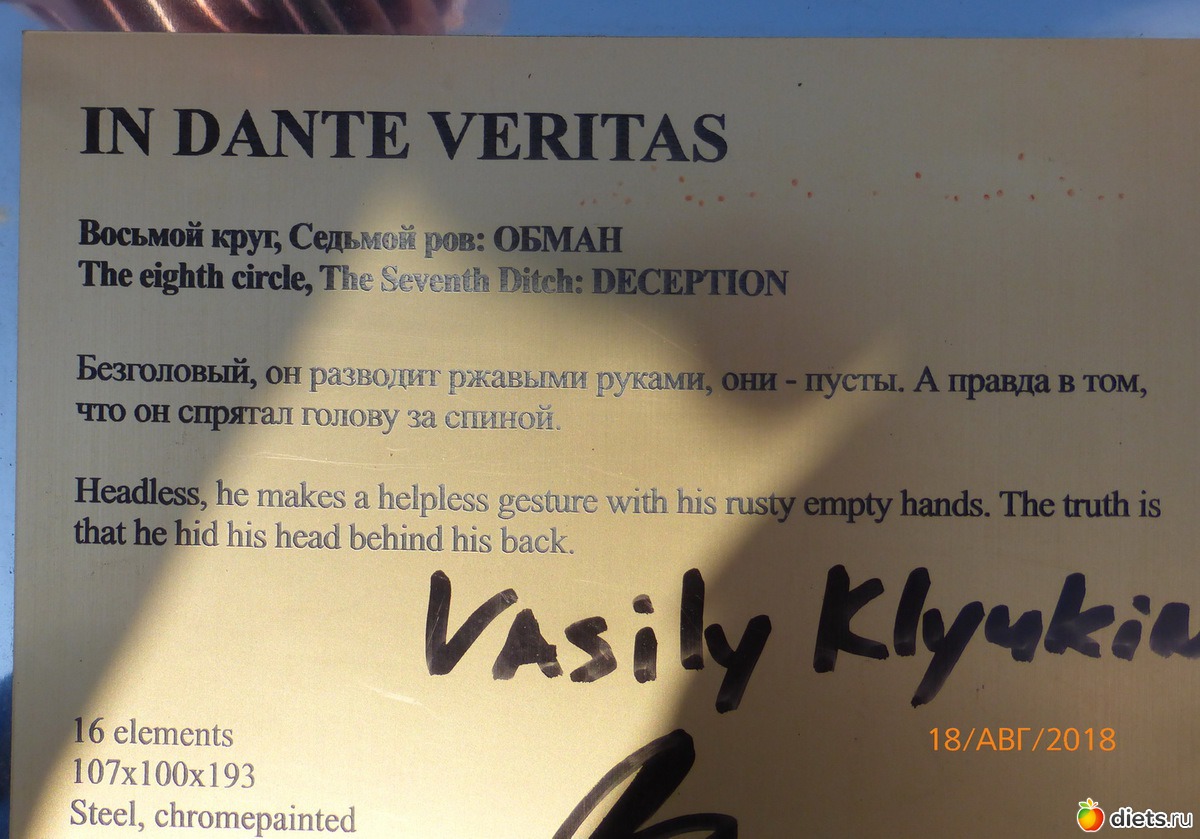 IN DANTE VERITAS
Восьмой круг, Седьмой ров: ОБМАН
The eighth circle, The Seventh Ditch: DECEPTION
Безголовый, он разводит ржавыми руками, они - пусты. А правда в том,
что он спрятал голову за спиной.
Headless, he makes a helpless gesture with his rusty empty hands. The truth is
that he hid his head behind his back.
Vasily Klyukin
16 elements
107x100x193
Steel, chromepainted
18/АВГ/2018
diets.ru